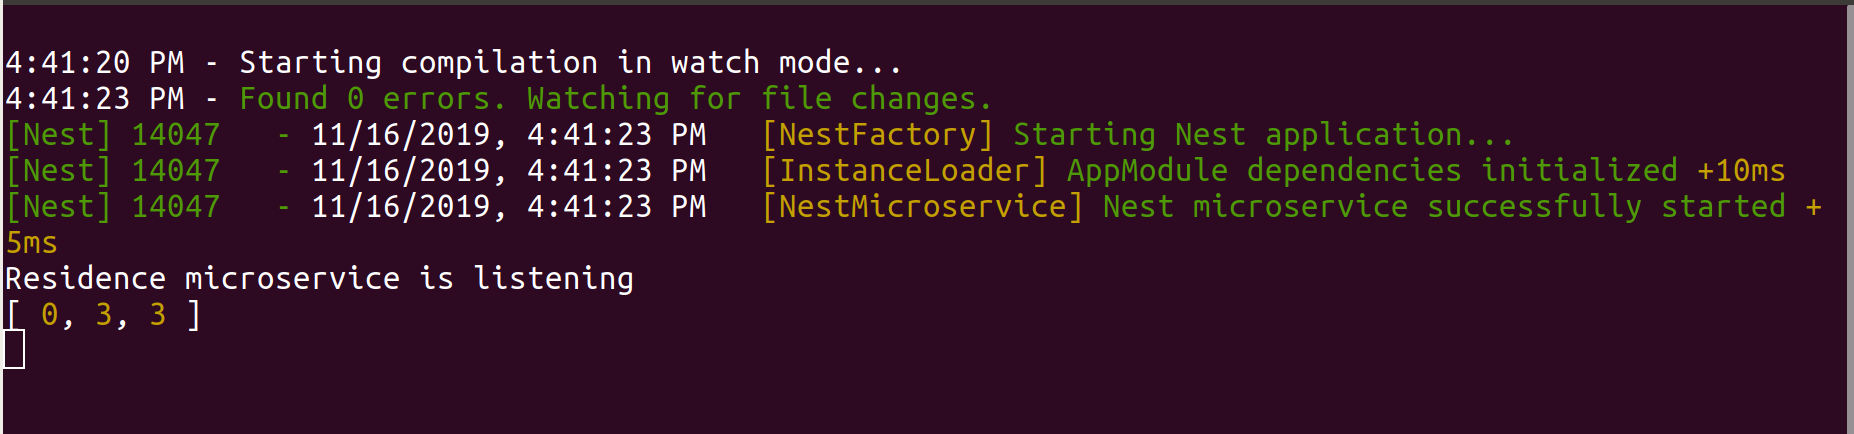 4:41:20 PM - Starting compilation in watch mode...
4:41:23 PM - Found 0 errors. Watching for file changes.
[Nest] 14047   - 11/16/2019, 4:41:23 PM   [NestFactory] Starting Nest application...
[Nest] 14047   - 11/16/2019, 4:41:23 PM   [InstanceLoader] AppModule dependencies initialized +10ms
[Nest] 14047   - 11/16/2019, 4:41:23 PM   [NestMicroservice] Nest microservice successfully started +
5ms
Residence microservice is listening
[ 0, 3, 3 ]